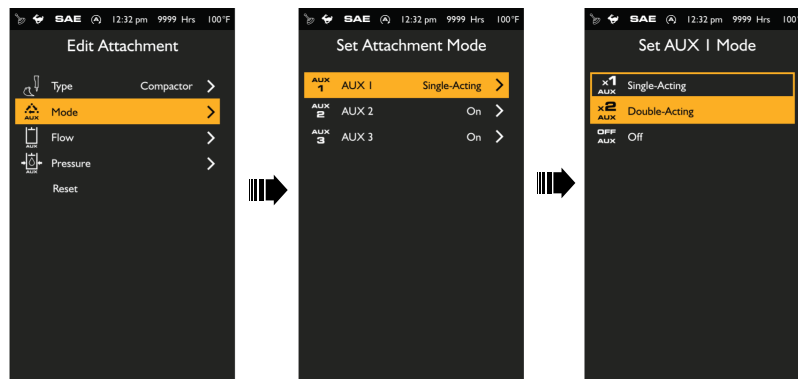 SAE A 12:32 pm 9999 Hrs 100°F
Edit Attachment
Type Compactor
AUX Mode
AUX Flow
AUX Pressure
Reset
SAE A 12:32 pm 9999 Hrs 100°F
Set Attachment Mode
AUX 1 AUX 1 Single-Acting
AUX 2 AUX 2 On
AUX 3 AUX 3 On
SAE A 12:32 pm 9999 Hrs 100
Set AUX 1 Mode
x1 AUX Single-Acting
x2 AUX Double-Acting
OFF AUX Off